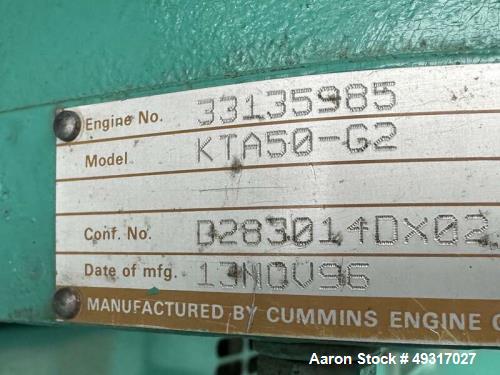 Engine No. 33135985
Model KTA50-G2
Conf. No. D283014DX02
Date of mfg. 13NOV96
MANUFACTURED BY CUMMINS ENGINE
Aaron Stock #49317027